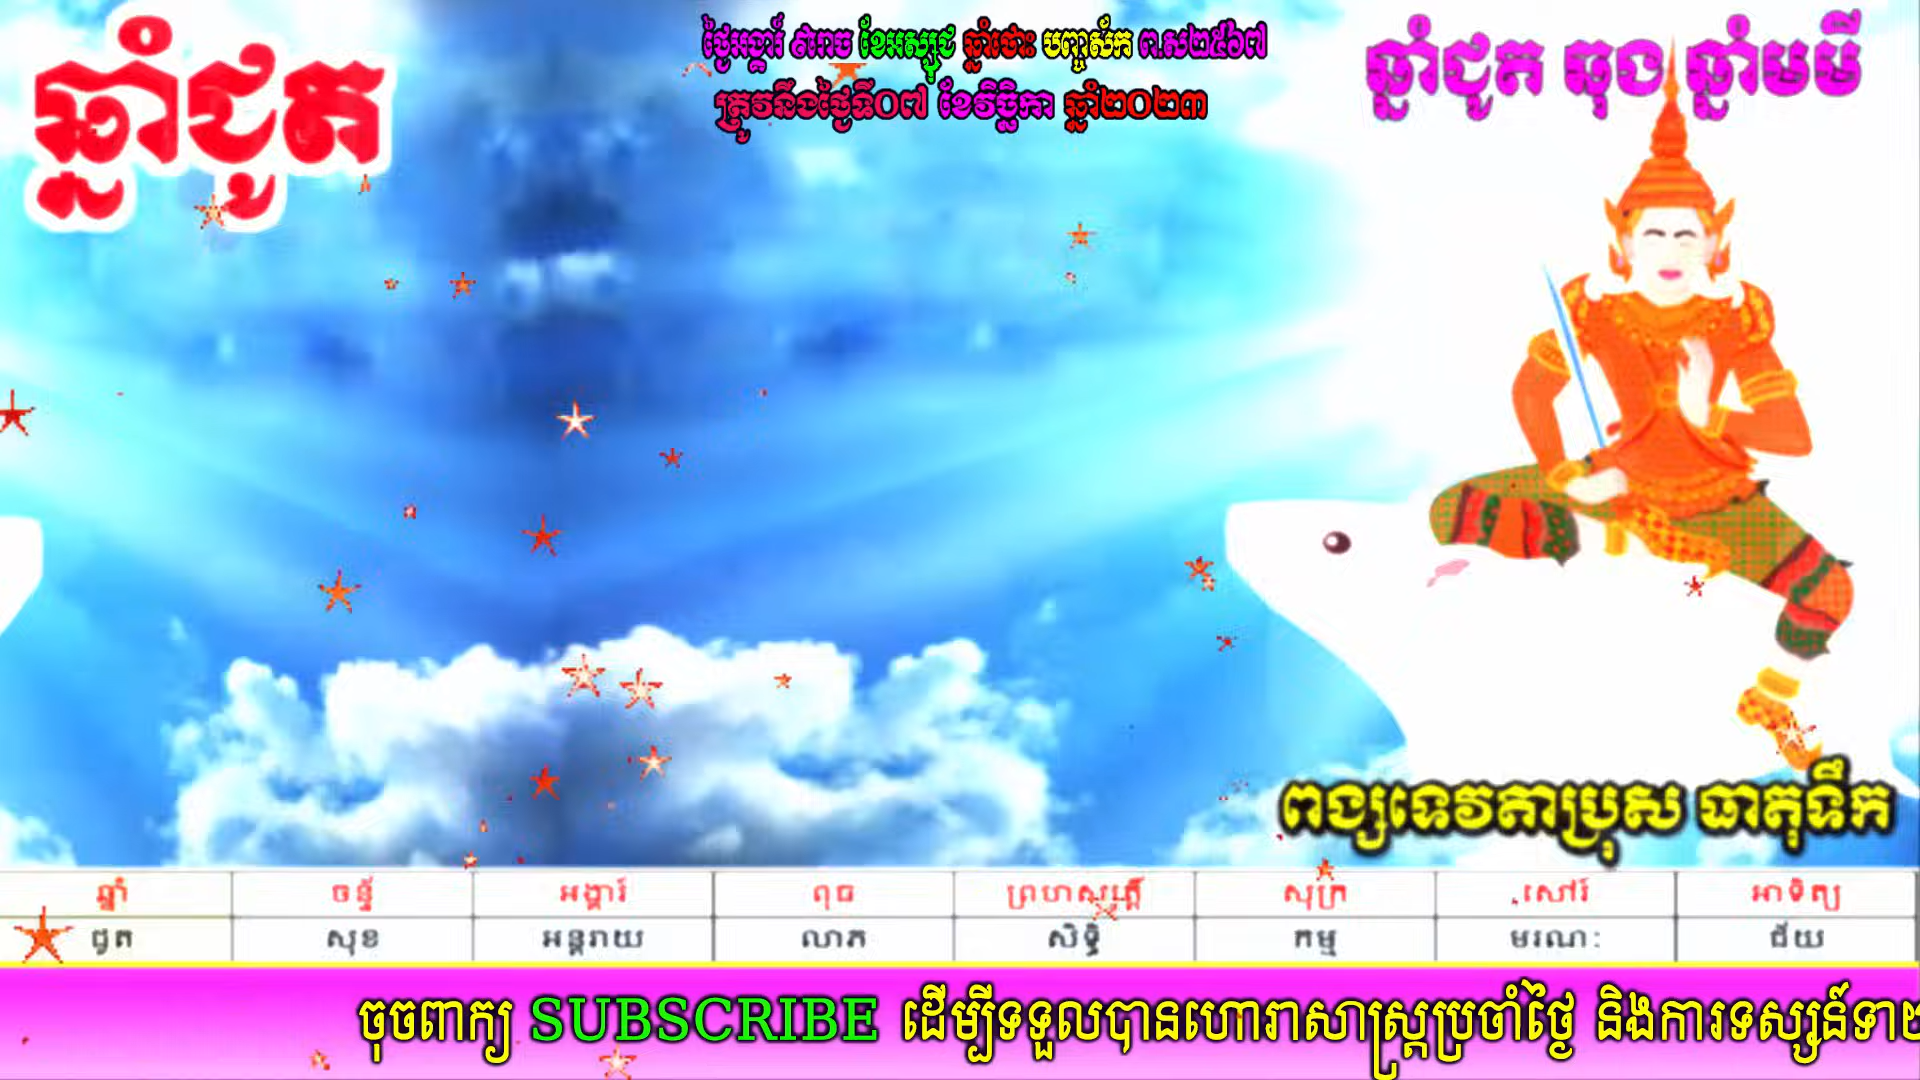 ឆ្នាំជូត
ថ្ងៃអង្គារ៍ ៩រោច ខែអស្សុជ ឆ្នាំថោះ បញ្ចស័ក ព.ស២៥៦៧
ត្រូវនឹងថ្ងៃទី០៧ ខែវិច្ឆិកា ឆ្នាំ២០២៣
ឆ្នាំជូត ឆុង ឆ្នាំមមី
ពង្សទេវតាប្រុស ធាតុទឹក
ឆ្នាំ ចន្ទ័ អង្គារ៍ ពុធ ព្រហស្បតិ៍ សុក្រ សៅរ៍ អាទិត្យ
ជូត សុខ អន្តរាយ លាភ សិទ្ធិ កម្ម មរណៈ ជ័យ
ចុចពាក្យ SUBSCRIBE ដើម្បីទទួលបានហោរាសាស្ត្រប្រចាំថ្ងៃ និងការទស្សន៍ទាយ